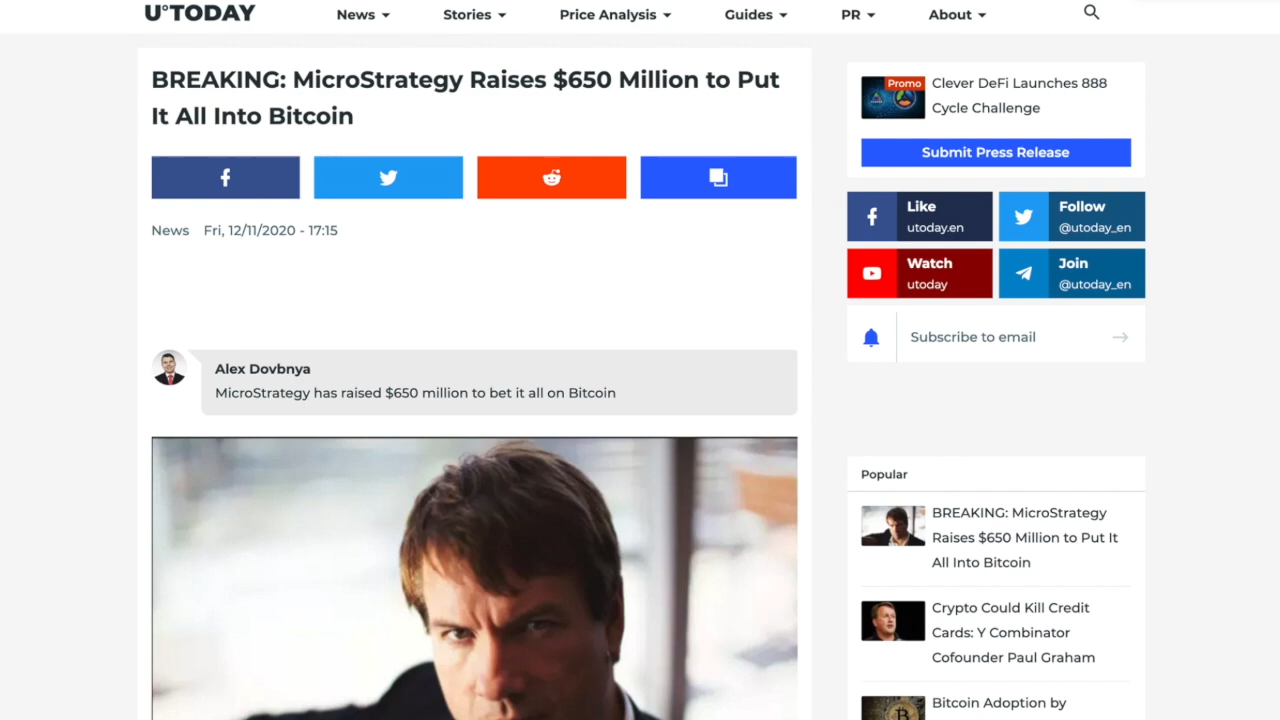 U°TODAY
News
Stories
Price Analysis
Guides
PR
About
BREAKING: MicroStrategy Raises $650 Million to Put
It All Into Bitcoin
News Fri, 12/11/2020 - 17:15
Alex Dovbnya
MicroStrategy has raised $650 million to bet it all on Bitcoin
Promo
Clever DeFi Launches 888
Cycle Challenge
Submit Press Release
Like
utoday.en
Follow
@utoday_en
Watch
utoday
Join
@utoday_en
Subscribe to email
Popular
BREAKING: MicroStrategy
Raises $650 Million to Put It
All Into Bitcoin
Crypto Could Kill Credit
Cards: Y Combinator
Cofounder Paul Graham
Bitcoin Adoption by